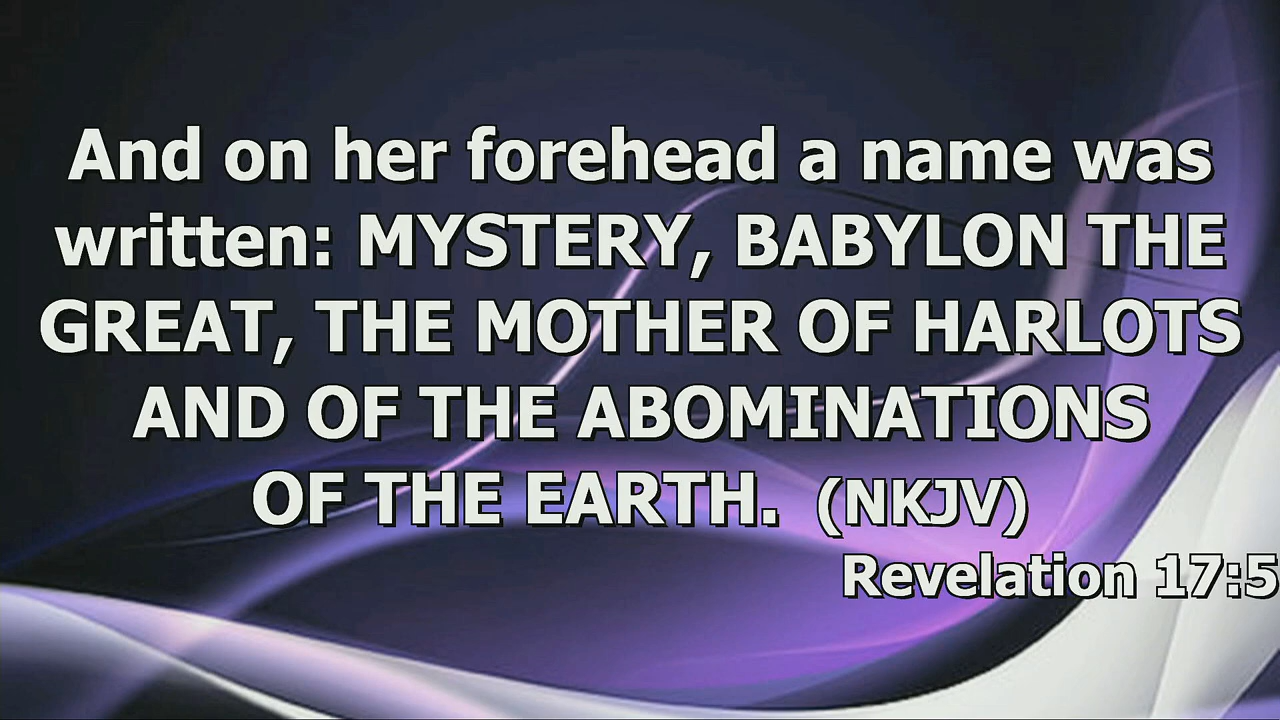 And on her forehead a name was
written: MYSTERY, BABYLON THE
GREAT, THE MOTHER OF HARLOTS
AND OF THE ABOMINATIONS
OF THE EARTH. (NKJV)
Revelation 17:5